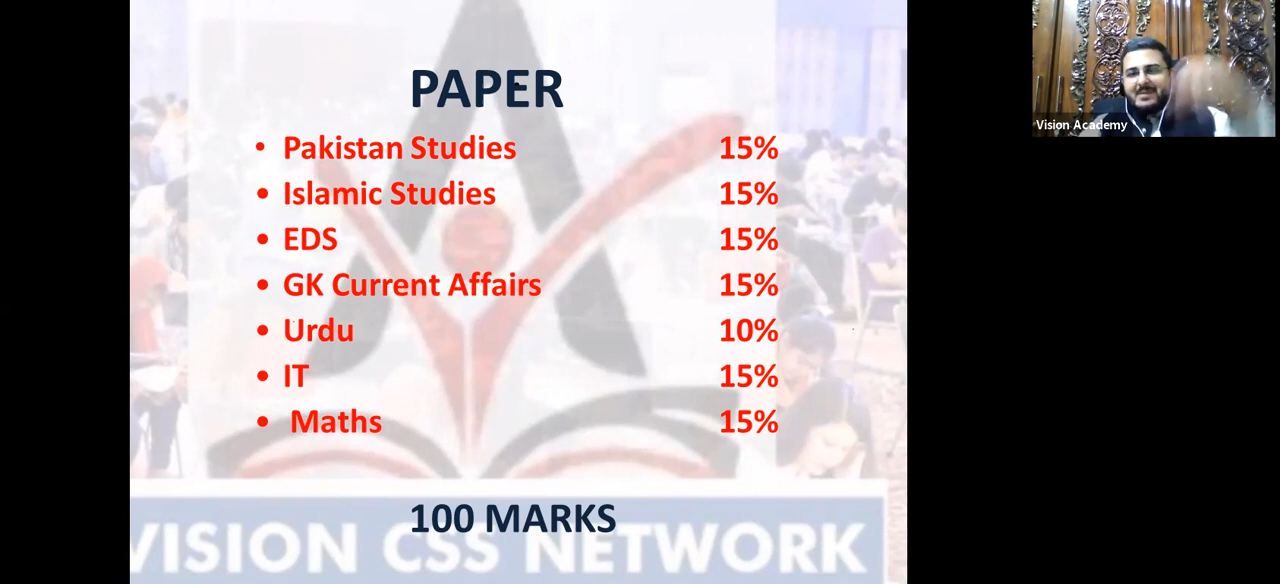 PAPER
• Pakistan Studies 15%
• Islamic Studies 15%
• EDS 15%
• GK Current Affairs 15%
• Urdu 10%
• IT 15%
• Maths 15%
100 MARKS
VISION CSS NETWORK
Vision Academy